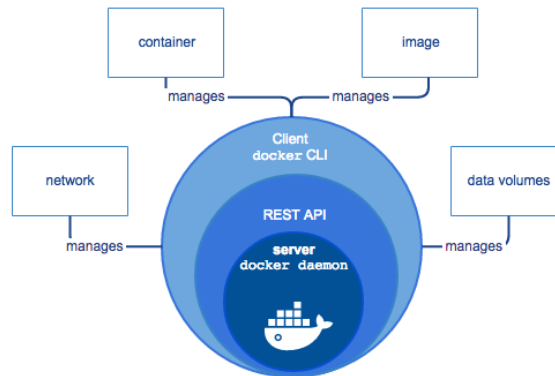 container
image
manages
manages
Client
docker CLI
network
data volumes
REST API
manages
server
manages
docker daemon